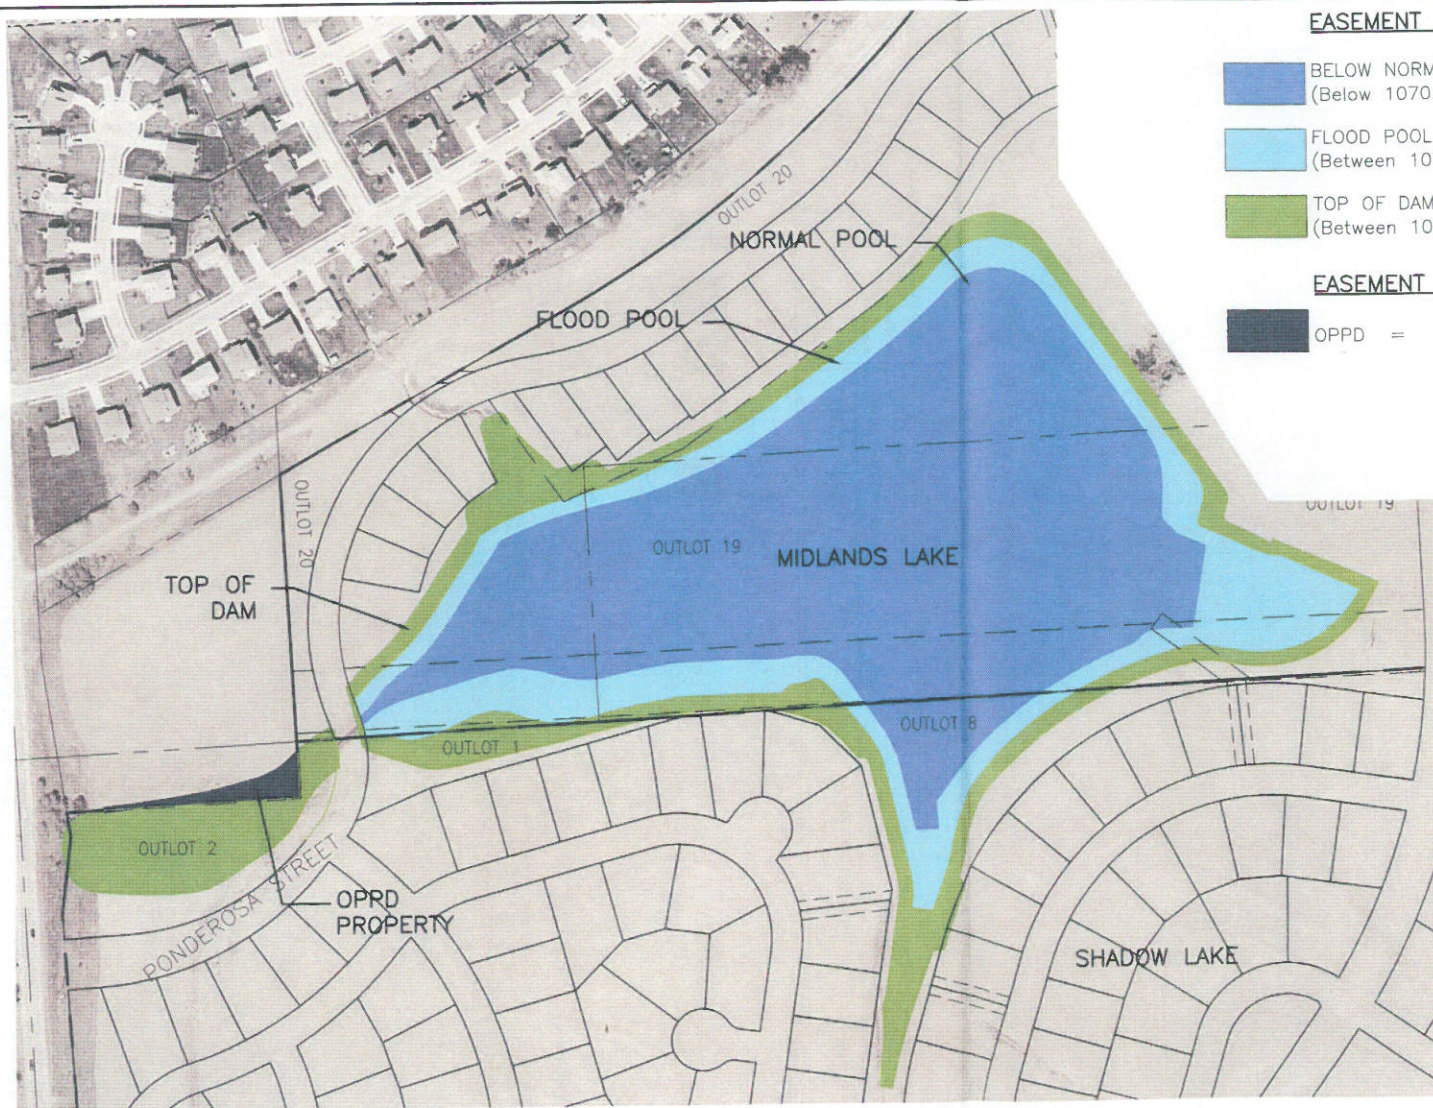 EASEMENT
BELOW NORM
(Below 1070
FLOOD POOL
(Between 10
TOP OF DAM
(Between 10
EASEMENT
OPPD =
OUTLOT 20
NORMAL POOL
FLOOD POOL
OUTLOT 20
OUTLOT 19
OUTLOT 19
MIDLANDS LAKE
TOP OF
DAM
OUTLOT 8
OUTLOT 1
OUTLOT 2
PONDEROSA STREET
OPRD
PROPERTY
SHADOW LAKE